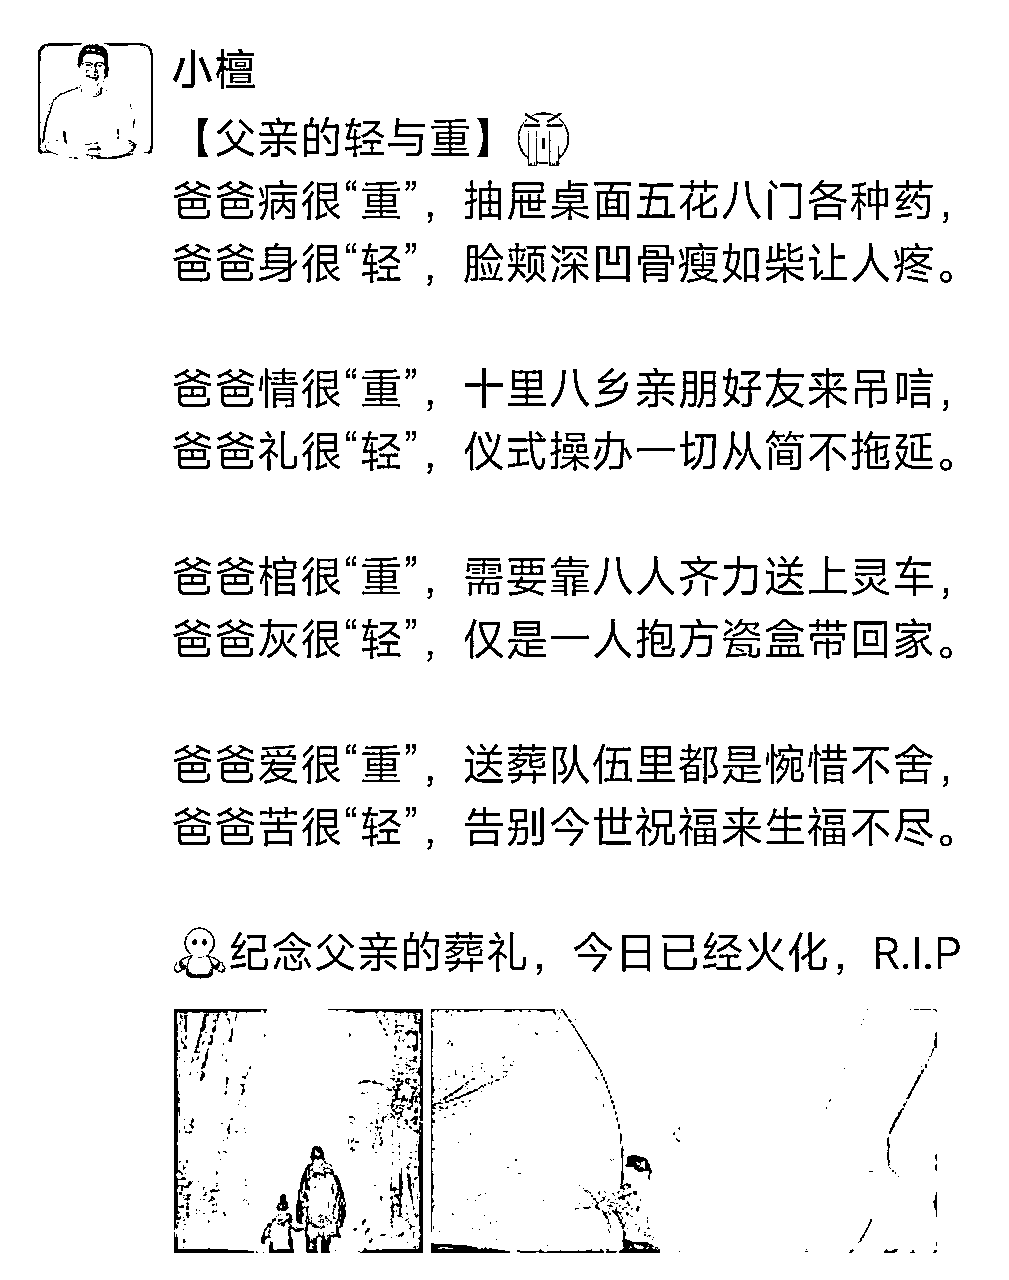 小檀
【父亲的轻与重】
爸爸病很“重”，抽屉桌面五花八门各种药，
爸爸身很“轻”，脸颊深凹骨瘦如柴让人疼。
爸爸情很“重”，十里八乡亲朋好友来吊唁，
爸爸礼很“轻”，仪式操办一切从简不拖延。
爸爸棺很“重”，需要靠八人齐力送上灵车，
爸爸灰很“轻”，仅是一人抱方瓷盒带回家。
爸爸爱很“重”，送葬队伍里都是惋惜不舍，
爸爸苦很“轻”，告别今世祝福来生福不尽。
纪念父亲的葬礼，今日已经火化，R.I.P